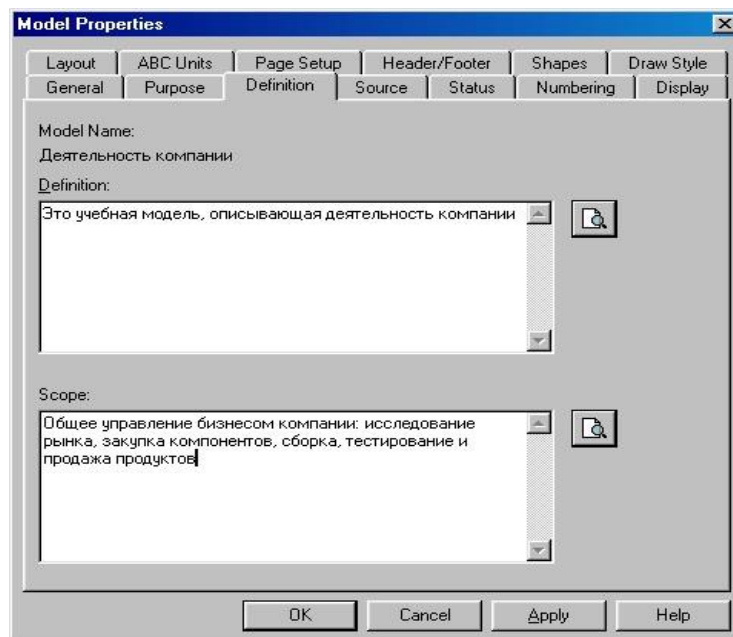 Model Properties
Layout ABC Units Page Setup Header/Footer Shapes Draw Style
General Purpose Definition Source Status Numbering Display
Model Name:
Деятельность компании
Definition:
Это учебная модель, описывающая деятельность компании
Scope:
Общее управление бизнесом компании: исследование
рынка, закупка компонентов, сборка, тестирование и
продажа продуктов
OK Cancel Apply Help